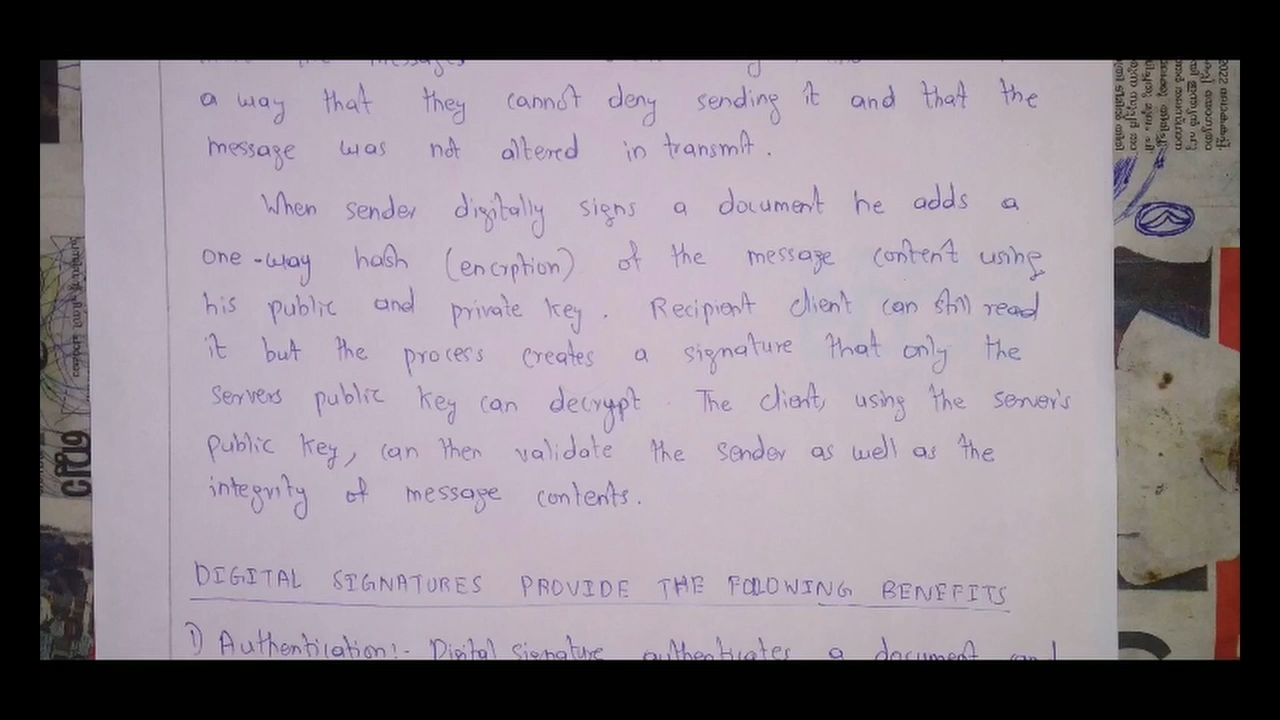 a way that they cannot deny sending it and that the
message was not altered in transmit.
When sender digitally signs a document he adds a
one-way hash (encrption) of the message content using
his public and private key. Recipient client can still read
it but the process creates a signature that only the
servers public key can decrypt. The client, using the server's
public key, can then validate the sender as well as the
integrity of message contents.
DIGITAL SIGNATURES PROVIDE THE FOLLOWING BENEFITS
1) Authentication:- Digital signature authenticates a document and